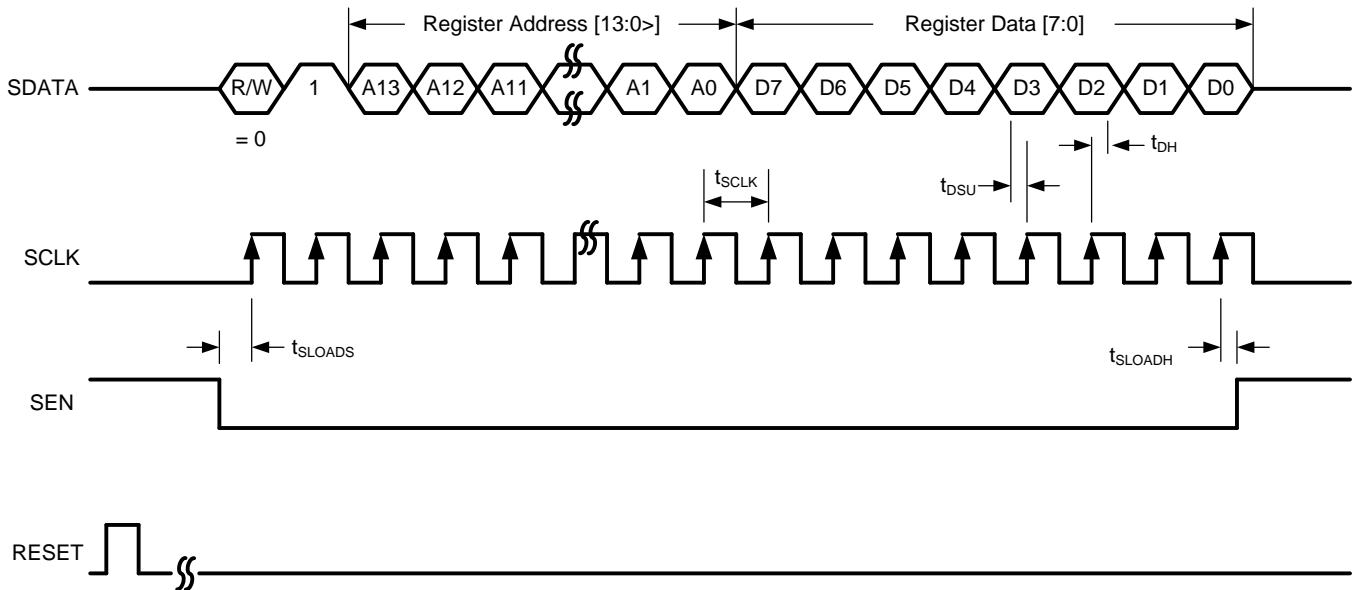 Register Address [13:0>] Register Data [7:0]
SDATA R/W 1 A13 A12 A11 A1 A0 D7 D6 D5 D4 D3 D2 D1 D0
= 0
tDH
tSCLK
tDSU
SCLK
tSLOADS
tSLOADH
SEN
RESET